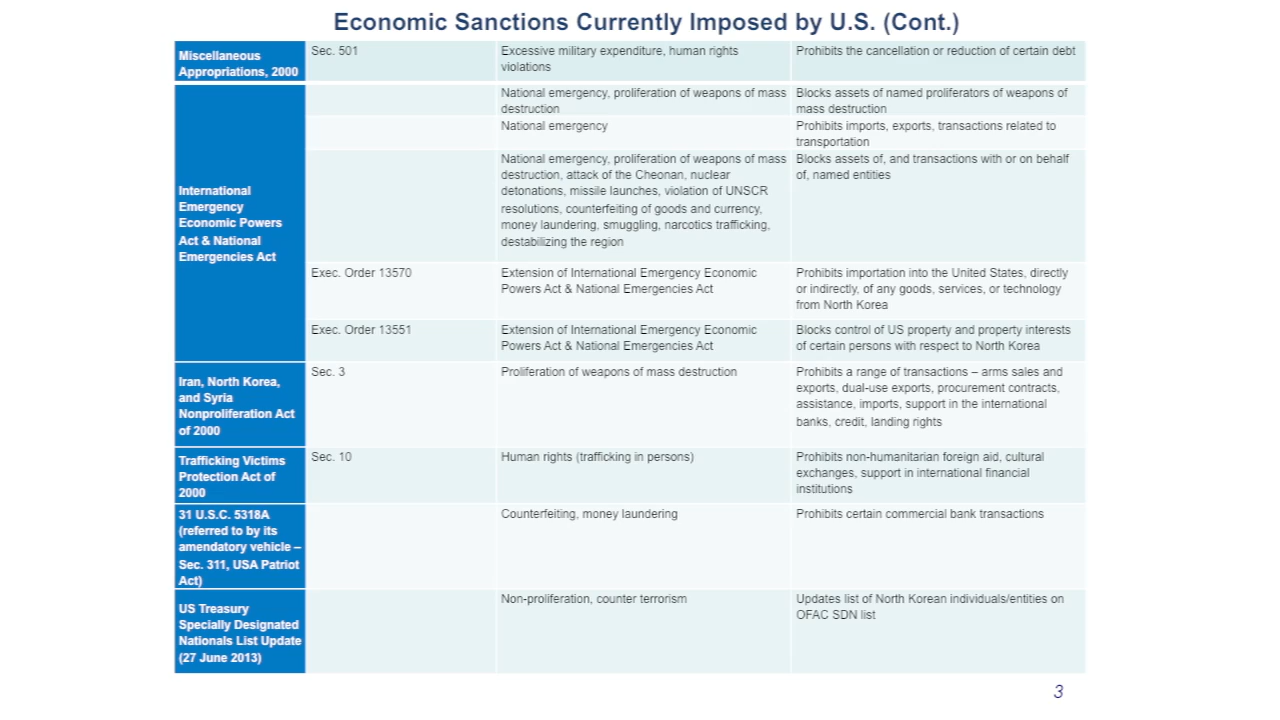 Economic Sanctions Currently Imposed by U.S. (Cont.)
Miscellaneous
Appropriations, 2000
Sec. 501
Excessive military expenditure, human rights
violations
Prohibits the cancellation or reduction of certain debt
International
Emergency
Economic Powers
Act & National
Emergencies Act
National emergency, proliferation of weapons of mass
destruction
Blocks assets of named proliferators of weapons of
mass destruction
National emergency
Prohibits imports, exports, transactions related to
transportation
National emergency, proliferation of weapons of mass
destruction, attack of the Cheonan, nuclear
detonations, missile launches, violation of UNSCR
resolutions, counterfeiting of goods and currency,
money laundering, smuggling, narcotics trafficking,
destabilizing the region
Blocks assets of, and transactions with or on behalf
of, named entities
Exec. Order 13570
Extension of International Emergency Economic
Powers Act & National Emergencies Act
Prohibits importation into the United States, directly
or indirectly, of any goods, services, or technology
from North Korea
Exec. Order 13551
Extension of International Emergency Economic
Powers Act & National Emergencies Act
Blocks control of US property and property interests
of certain persons with respect to North Korea
Iran, North Korea,
and Syria
Nonproliferation Act
of 2000
Sec. 3
Proliferation of weapons of mass destruction
Prohibits a range of transactions – arms sales and
exports, dual-use exports, procurement contracts,
assistance, imports, support in the international
banks, credit, landing rights
Trafficking Victims
Protection Act of
2000
Sec. 10
Human rights (trafficking in persons)
Prohibits non-humanitarian foreign aid, cultural
exchanges, support in international financial
institutions
31 U.S.C. 5318A
(referred to by its
amendatory vehicle –
Sec. 311, USA Patriot
Act)
Counterfeiting, money laundering
Prohibits certain commercial bank transactions
US Treasury
Specially Designated
Nationals List Update
(27 June 2013)
Non-proliferation, counter terrorism
Updates list of North Korean individuals/entities on
OFAC SDN list
3